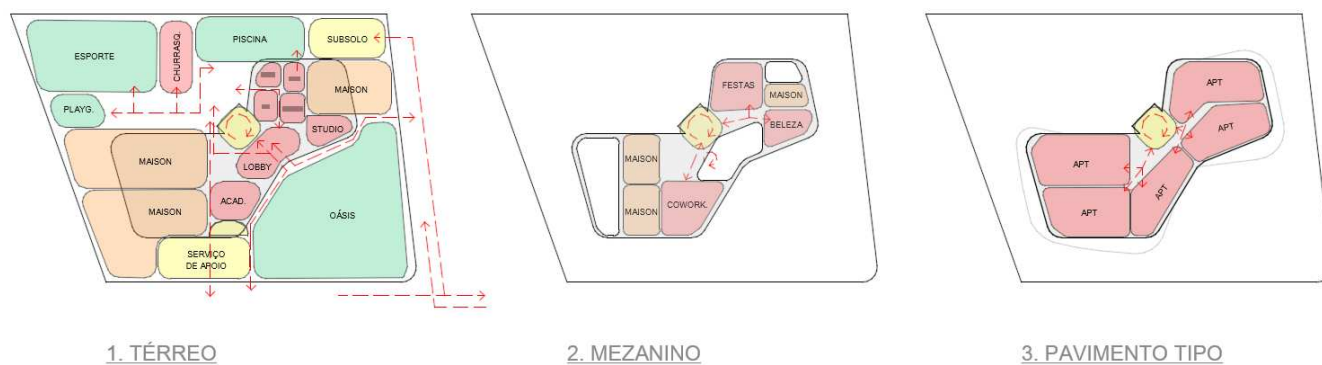 ESPORTE
CHURRASQ.
PISCINA
SUBSOLO
PLAYG.
MAISON
STUDIO
MAISON
LOBBY
MAISON
ACAD.
OÁSIS
SERVIÇO
DE APOIO
1. TÉRREO
FESTAS
MAISON
BELEZA
MAISON
MAISON
COWORK.
2. MEZANINO
APT
APT
APT
APT
APT
3. PAVIMENTO TIPO